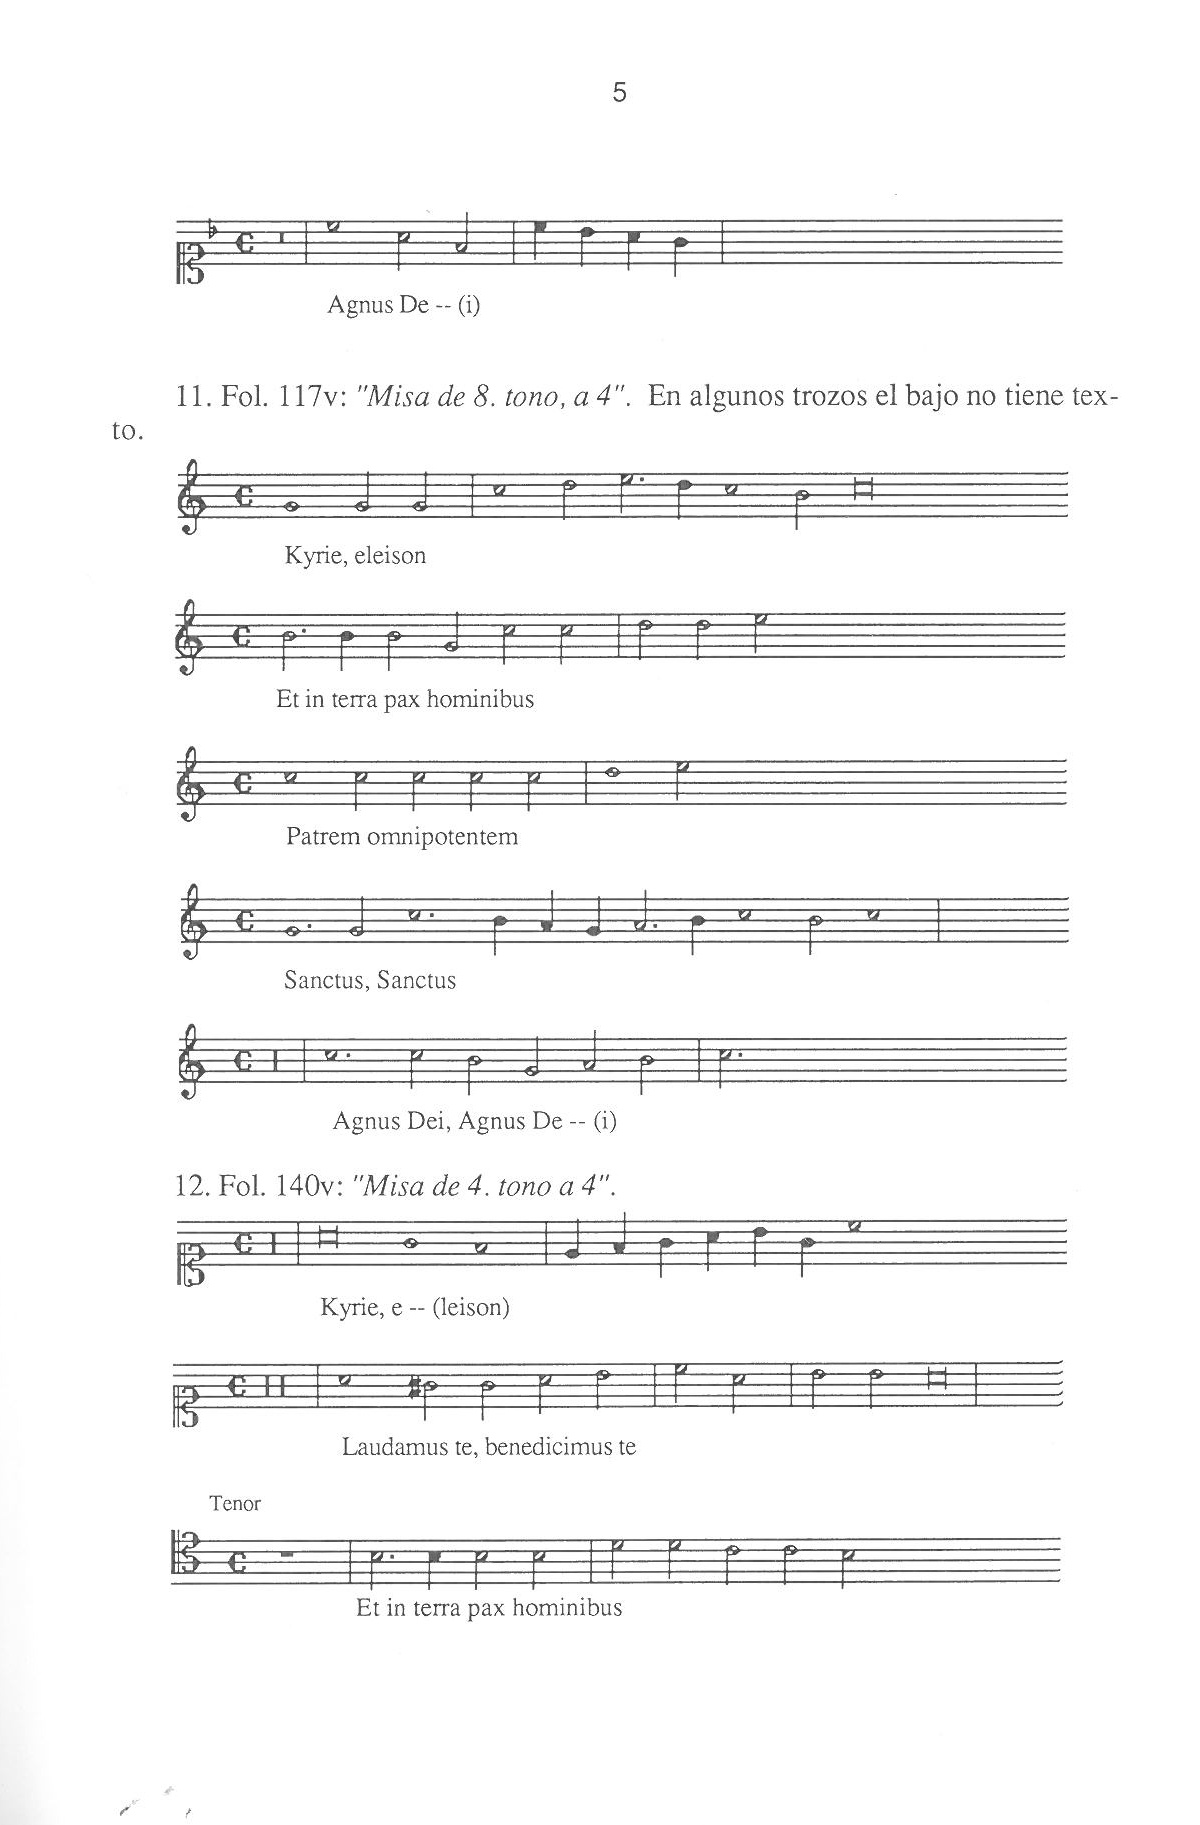 5
Agnus De -- (i)
11. Fol. 117v: "Misa de 8. tono, a 4". En algunos trozos el bajo no tiene tex-
to.
Kyrie, eleison
Et in terra pax hominibus
Patrem omnipotentem
Sanctus, Sanctus
Agnus Dei, Agnus De -- (i)
12. Fol. 140v: "Misa de 4. tono a 4".
Kyrie, e -- (leison)
Laudamus te, benedicimus te
Tenor
Et in terra pax hominibus